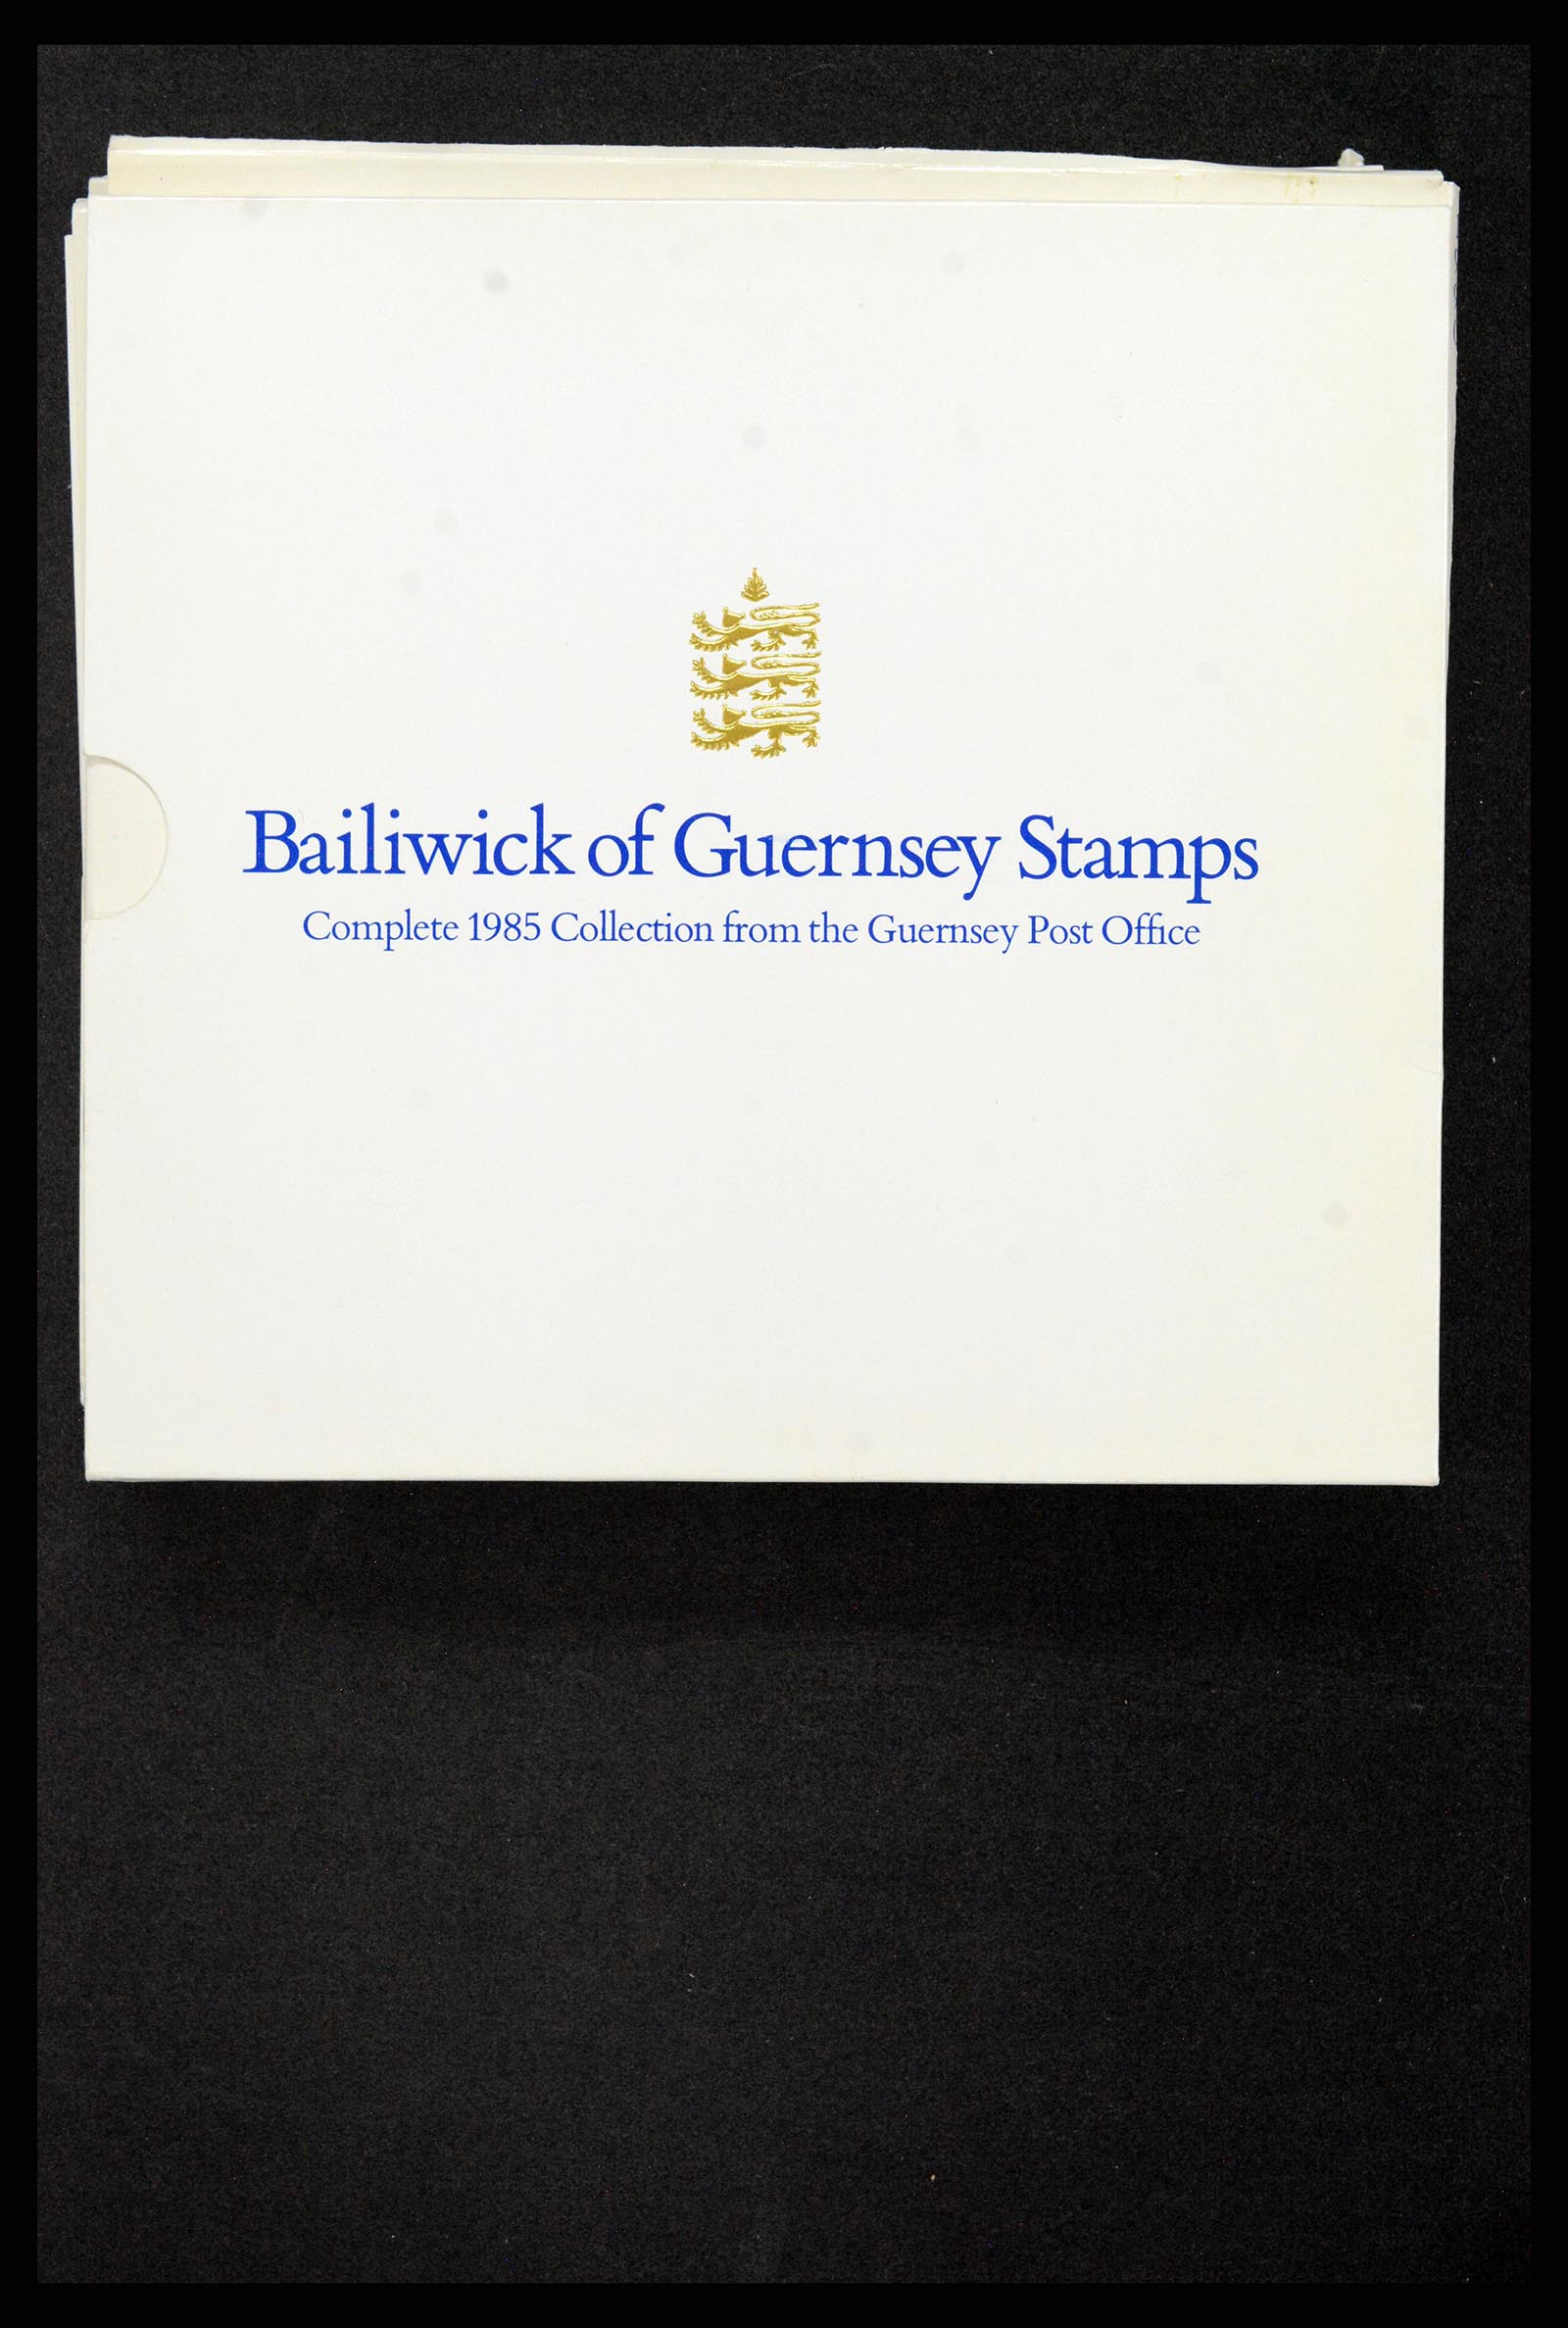 Bailiwick of Guernsey Stamps
Complete 1985 Collection from the Guernsey Post Office